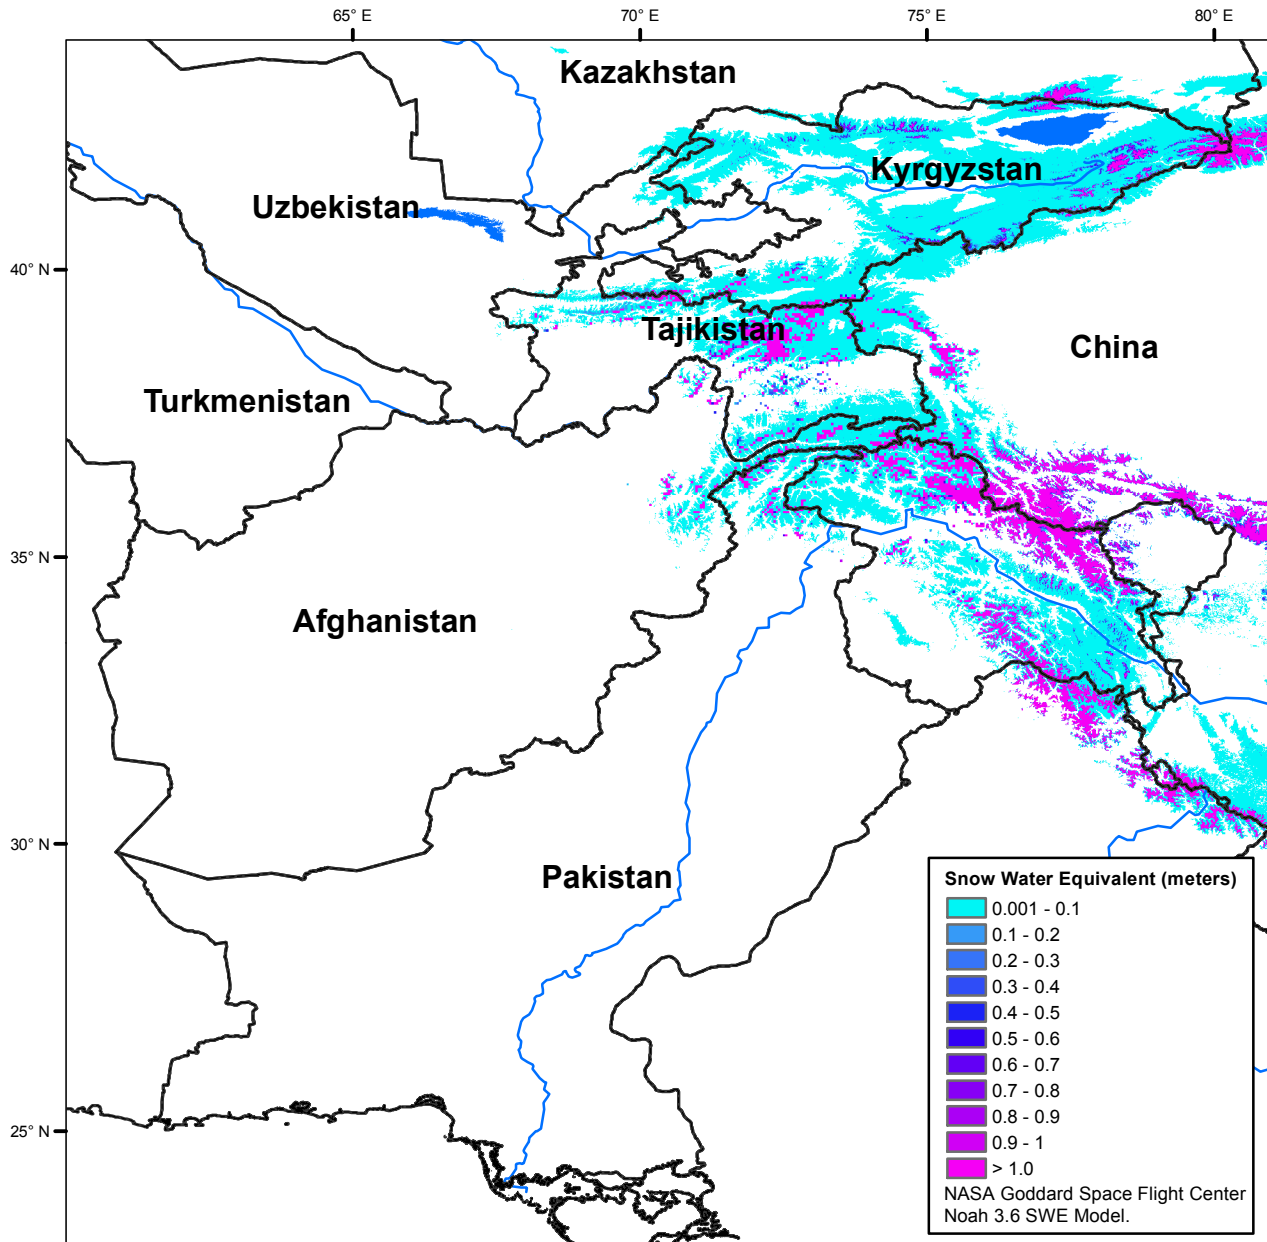 65° E
70° E
75° E
80° E
Kazakhstan
Kyrgyzstan
Uzbekistan
40° N
Tajikistan
China
Turkmenistan
35° N
Afghanistan
30° N
Pakistan
25° N
Snow Water Equivalent (meters)
0.001 - 0.1
0.1 - 0.2
0.2 - 0.3
0.3 - 0.4
0.4 - 0.5
0.5 - 0.6
0.6 - 0.7
0.7 - 0.8
0.8 - 0.9
0.9 - 1
> 1.0
NASA Goddard Space Flight Center
Noah 3.6 SWE Model.